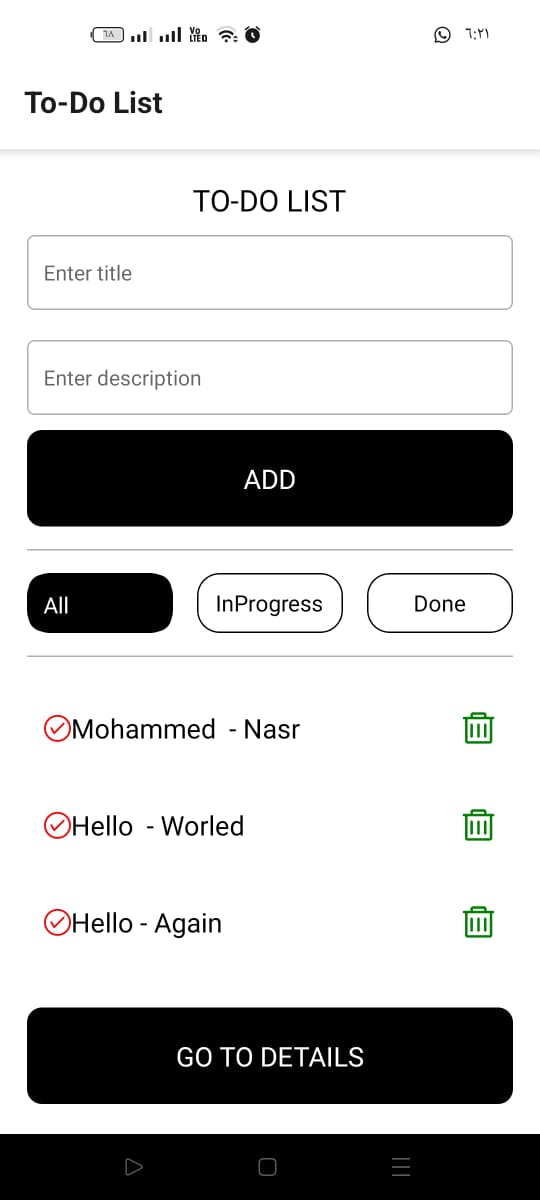 ٦٨ Vo LTE ٦:٢١
To-Do List
TO-DO LIST
Enter title
Enter description
ADD
All InProgress Done
Mohammed - Nasr
Hello - Worled
Hello - Again
GO TO DETAILS